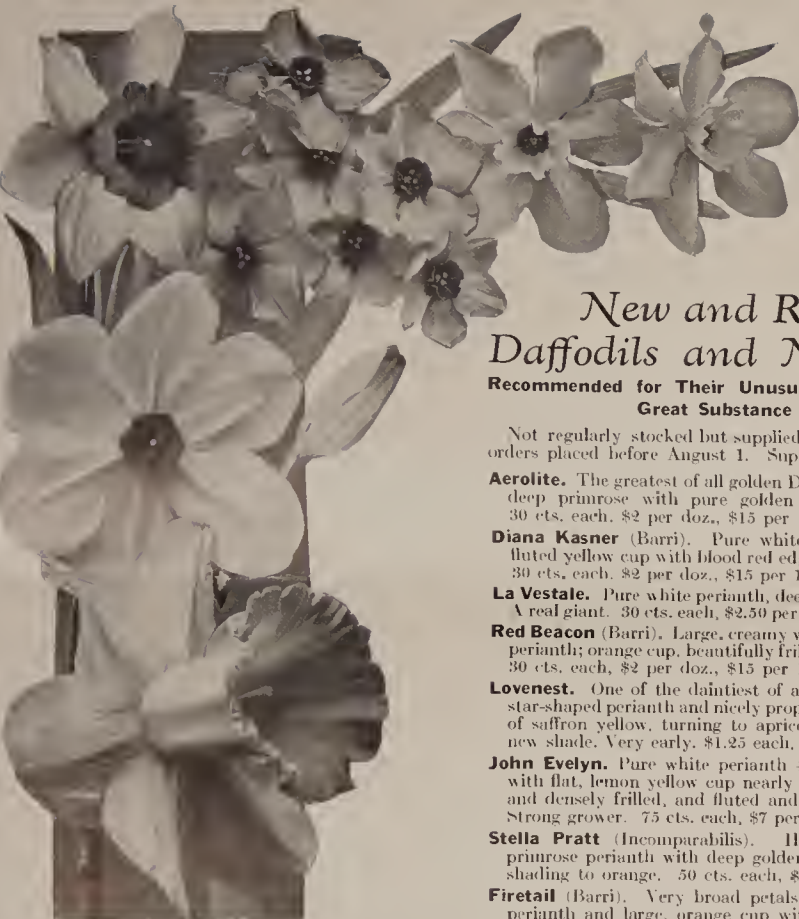 New and R
Daffodils and N
Recommended for Their Unusu
Great Substance
Not regularly stocked but supplied
orders placed before August 1. Sup
Aerolite. The greatest of all golden D
deep primrose with pure golden
30 cts. each. $2 per doz., $15 per
Diana Kasner (Barri). Pure white
fluted yellow cup with blood red ed
30 cts. each. $2 per doz., $15 per 1
La Vestale. Pure white perianth, dee
A real giant. 30 cts. each, $2.50 per
Red Beacon (Barri). Large, creamy w
perianth; orange cup, beautifully fril
30 cts. each, $2 per doz., $15 per
Lovenest. One of the daintiest of a
star-shaped perianth and nicely prop
of saffron yellow, turning to aprico
new shade. Very early. $1.25 each,
John Evelyn. Pure white perianth
with flat, lemon yellow cup nearly
and densely frilled, and fluted and
Strong grower. 75 cts. each, $7 per
Stella Pratt (Incomparabilis). H
primrose perianth with deep golden
shading to orange. 50 cts. each, $
Firetail (Barri). Very broad petals
perianth and large, orange cup wi